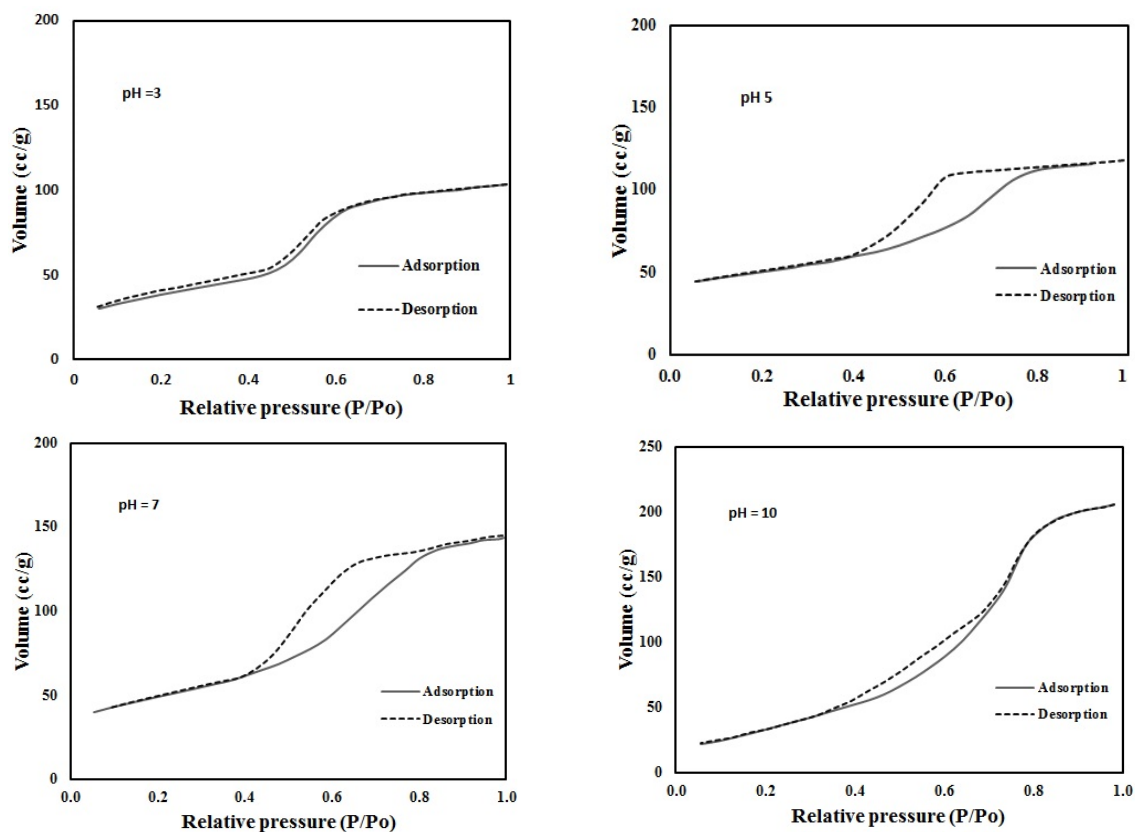 200
150
100
50
0
Volume (cc/g)
pH =3
Adsorption
Desorption
0 0.2 0.4 0.6 0.8 1
Relative pressure (P/Po)
200
150
100
50
0
Volume (cc/g)
pH 5
Adsorption
Desorption
0.0 0.2 0.4 0.6 0.8 1
Relative pressure (P/Po)
200
150
100
50
0
Volume (cc/g)
pH = 7
Adsorption
Desorption
0.0 0.2 0.4 0.6 0.8 1.0
Relative pressure (P/Po)
250
200
150
100
50
0
Volume (cc/g)
pH = 10
Adsorption
Desorption
0.0 0.2 0.4 0.6 0.8 1.0
Relative pressure (P/Po)